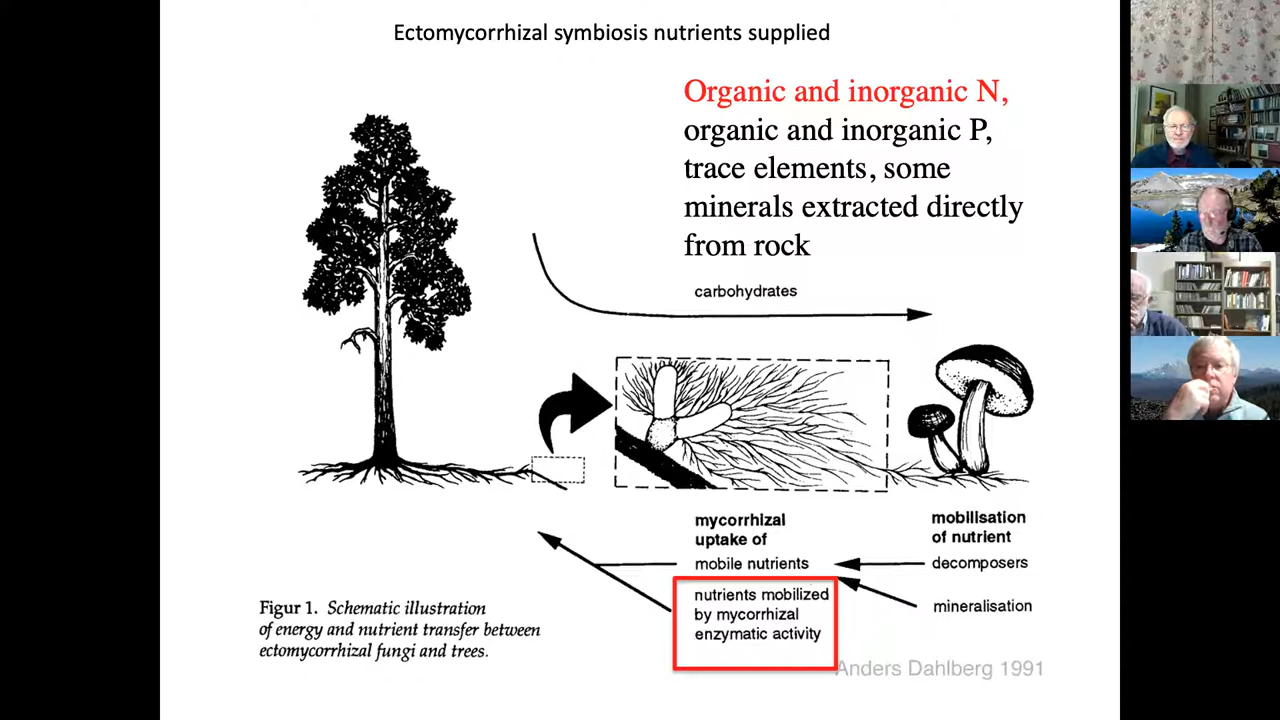 Ectomycorrhizal symbiosis nutrients supplied
Organic and inorganic N,
organic and inorganic P,
trace elements, some
minerals extracted directly
from rock
carbohydrates
mycorrhizal
uptake of
mobile nutrients
nutrients mobilized
by mycorrhizal
enzymatic activity
mobilisation
of nutrient
decomposers
mineralisation
Figur 1. Schematic illustration
of energy and nutrient transfer between
ectomycorrhizal fungi and trees.
Anders Dahlberg 1991